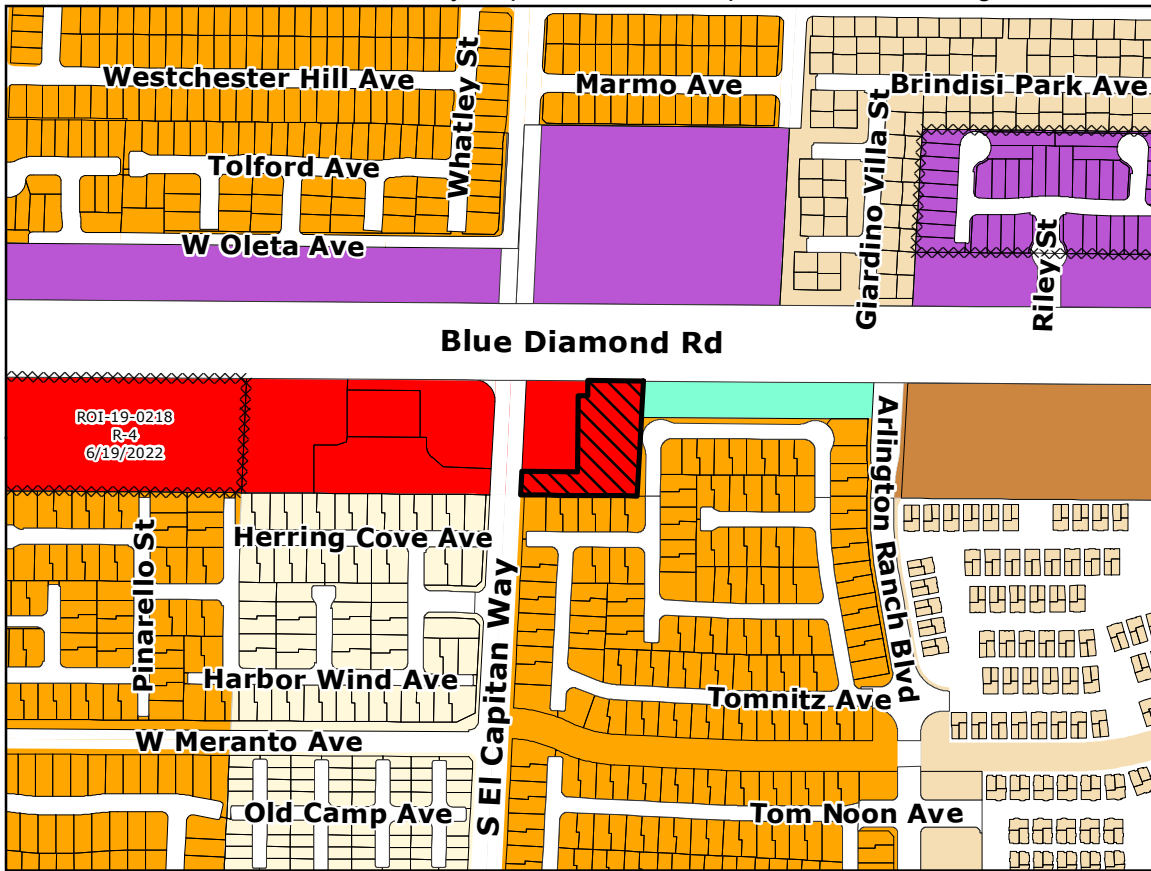 Westchester Hill Ave
Whatley St
Marmo Ave
Brindisi Park Ave
Tolford Ave
Giardino Villa St
W Oleta Ave
Riley St
Blue Diamond Rd
ROI-19-0218
R-4
6/19/2022
Arlington Ranch Blvd
Pinarello St
Herring Cove Ave
S El Capitan Way
Harbor Wind Ave
Tomnitz Ave
W Meranto Ave
Old Camp Ave
Tom Noon Ave